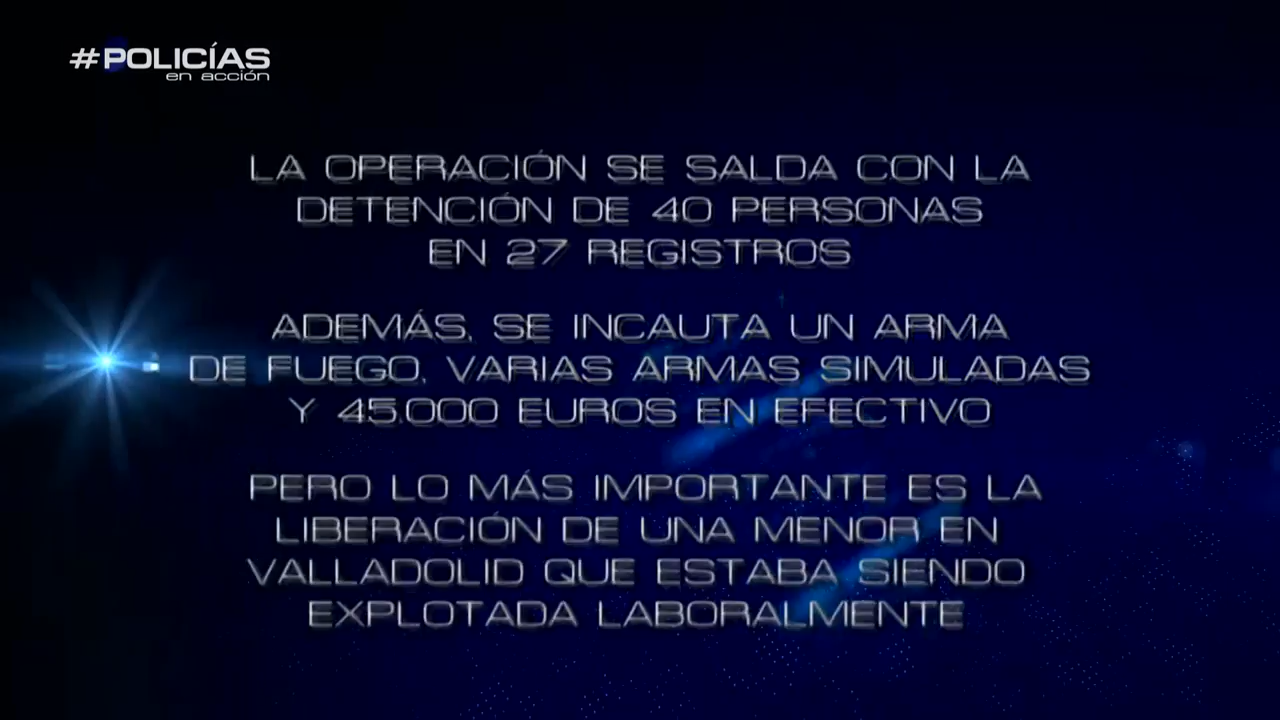 #POLICÍAS
en acción
LA OPERACIÓN SE SALDA CON LA
DETENCIÓN DE 40 PERSONAS
EN 27 REGISTROS
ADEMÁS, SE INCAUTA UN ARMA
DE FUEGO, VARIAS ARMAS SIMULADAS
Y 45.000 EUROS EN EFECTIVO
PERO LO MÁS IMPORTANTE ES LA
LIBERACIÓN DE UNA MENOR EN
VALLADOLID QUE ESTABA SIENDO
EXPLOTADA LABORALMENTE